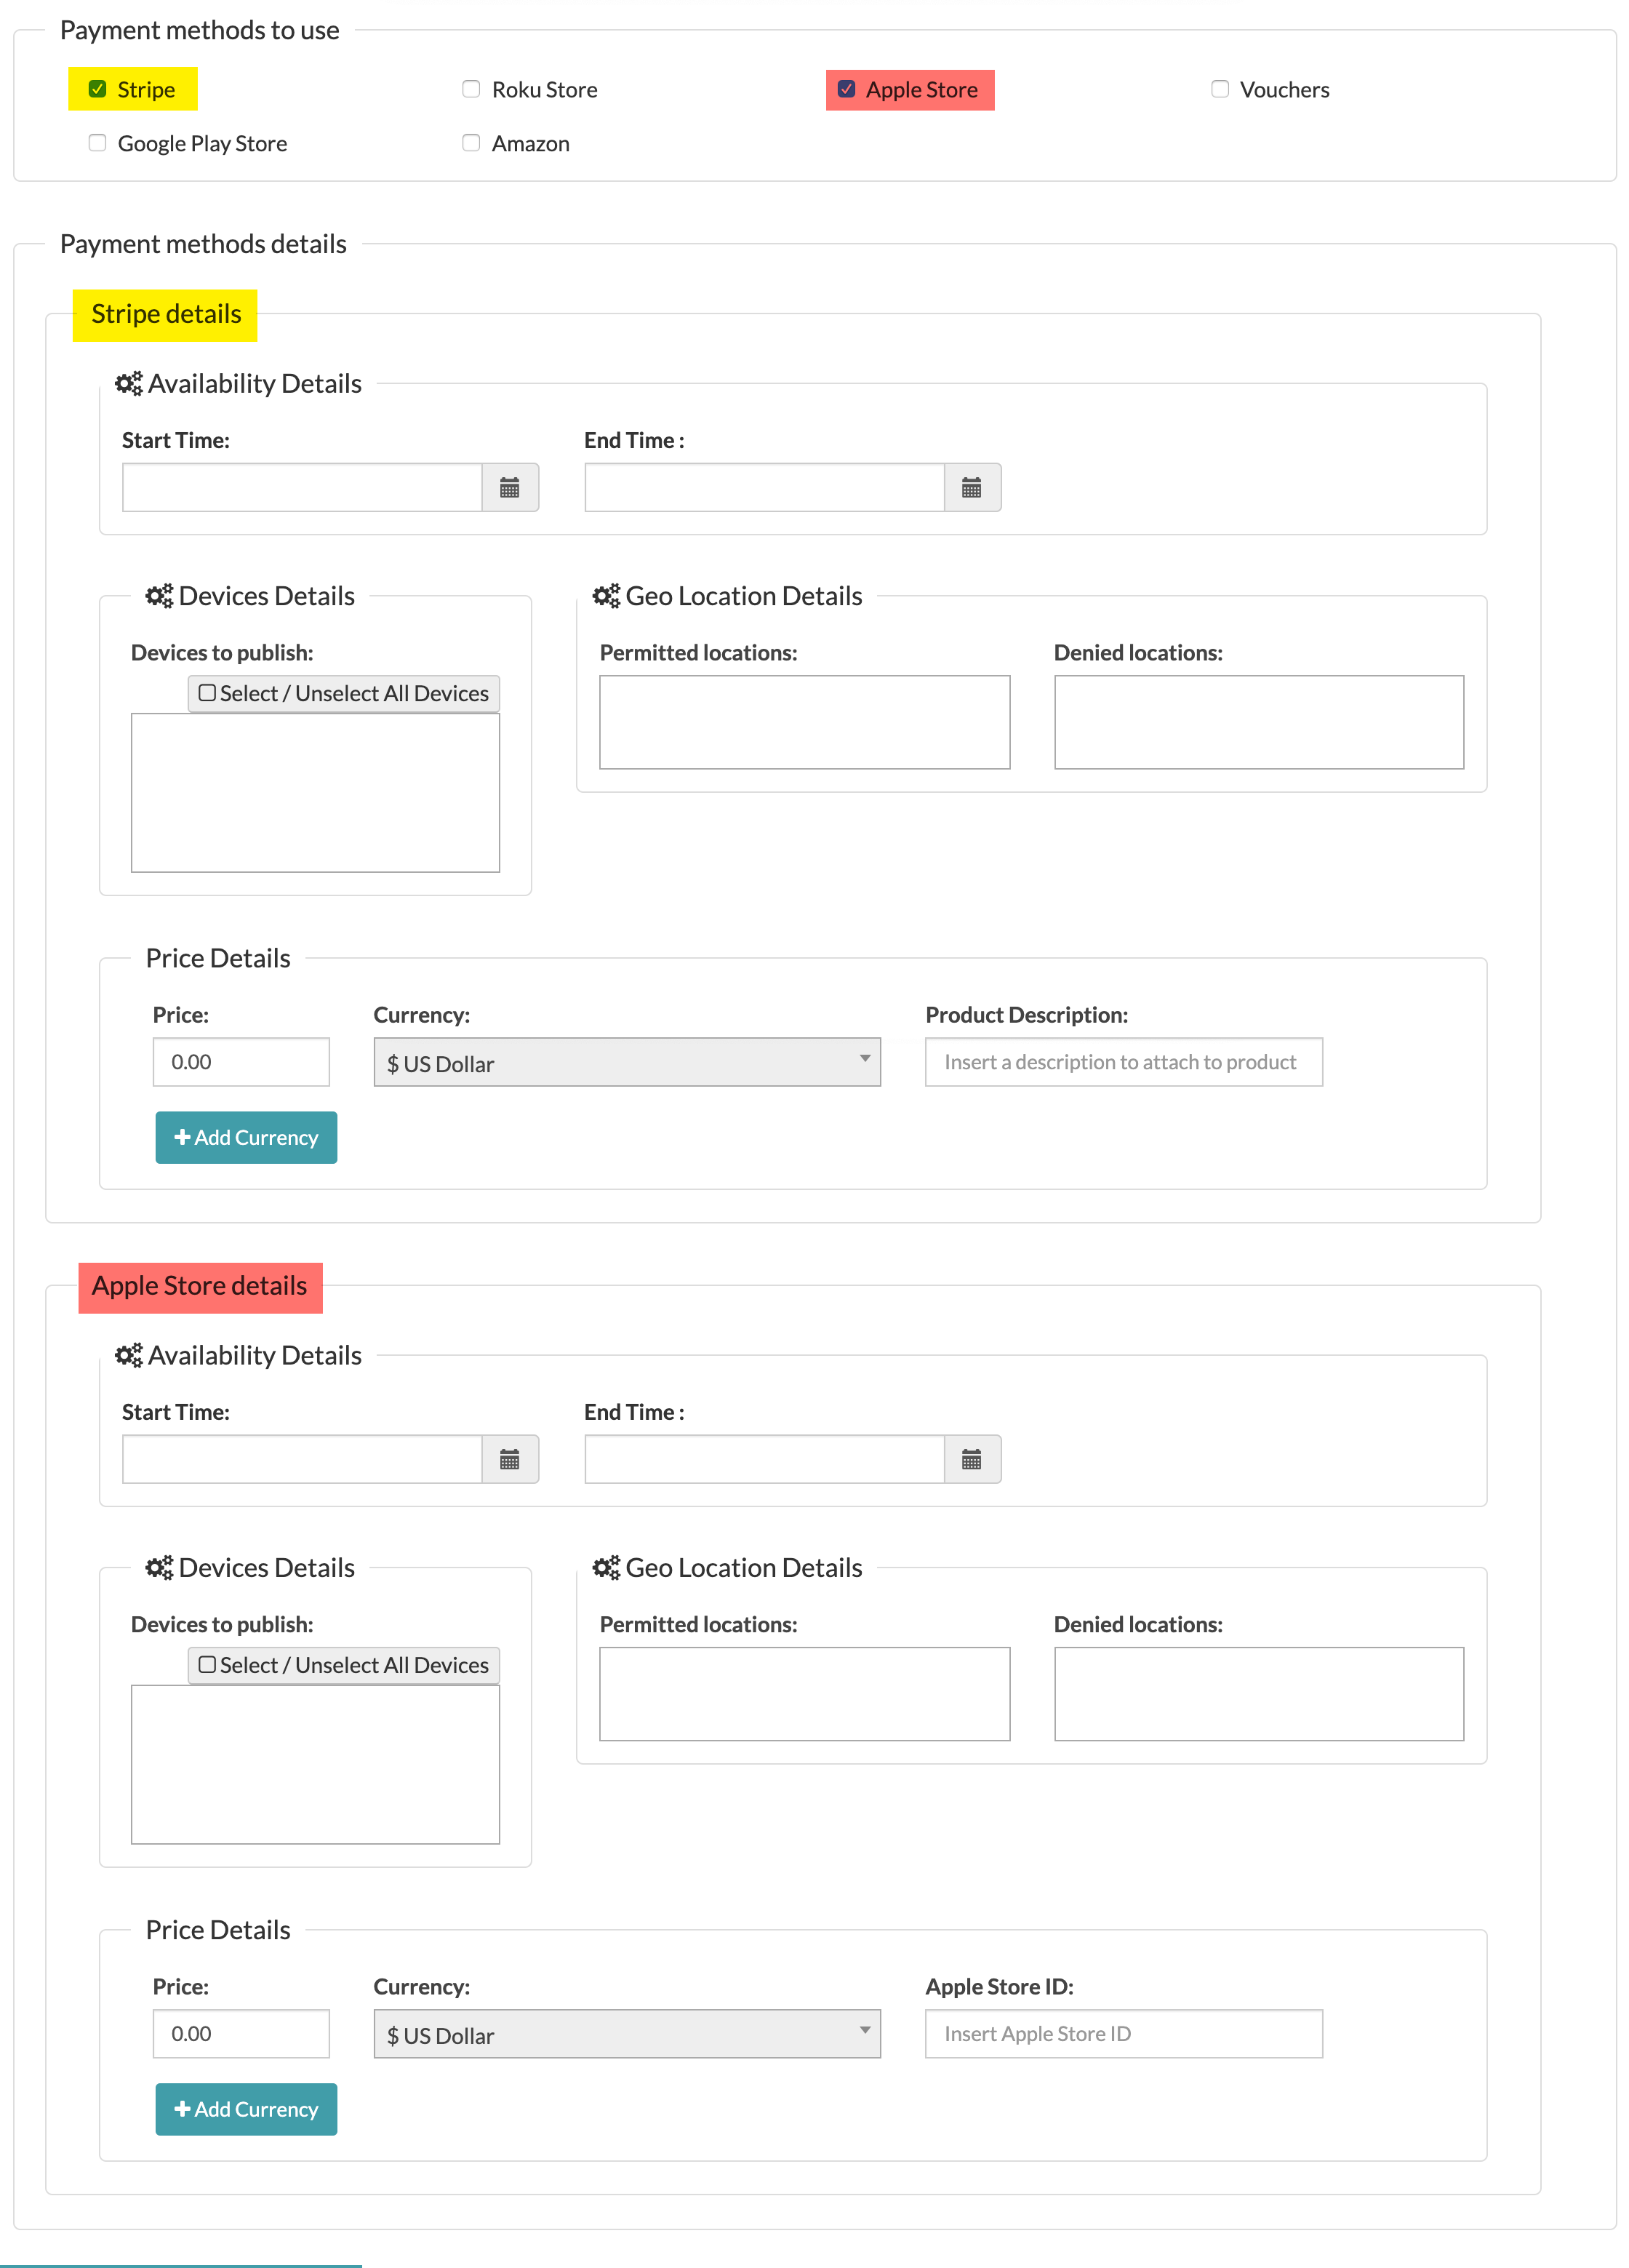 Payment methods to use
Stripe Roku Store Apple Store Vouchers
Google Play Store Amazon
Payment methods details
Stripe details
Availability Details
Start Time: End Time :
Devices Details Geo Location Details
Devices to publish: Permitted locations: Denied locations:
Select / Unselect All Devices
Price Details
Price: Currency: Product Description:
0.00 $ US Dollar Insert a description to attach to product
+ Add Currency
Apple Store details
Availability Details
Start Time: End Time :
Devices Details Geo Location Details
Devices to publish: Permitted locations: Denied locations:
Select / Unselect All Devices
Price Details
Price: Currency: Apple Store ID:
0.00 $ US Dollar Insert Apple Store ID
+ Add Currency